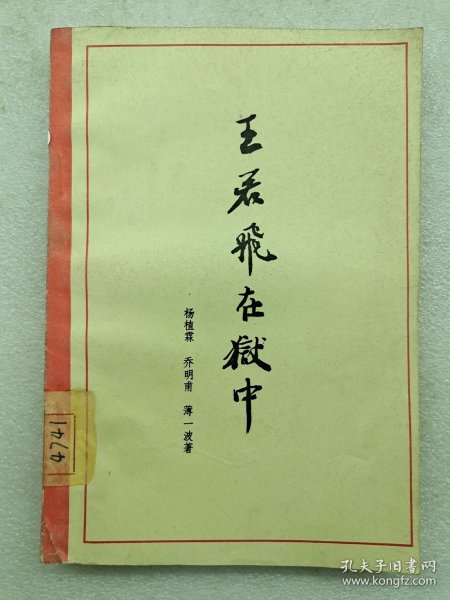 王若飛在獄中
杨植霖 乔明甫 薄一波著
4741
孔夫子旧书网
www.kongfz.com